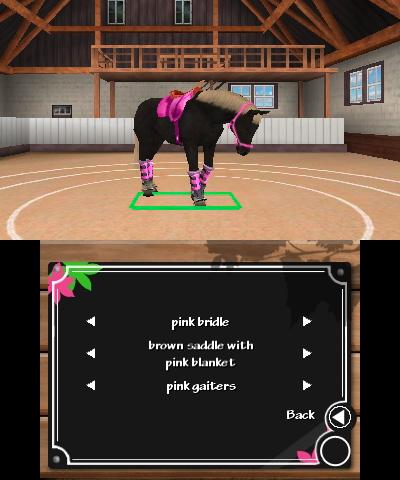 pink bridle
brown saddle with
pink blanket
pink gaiters
Back